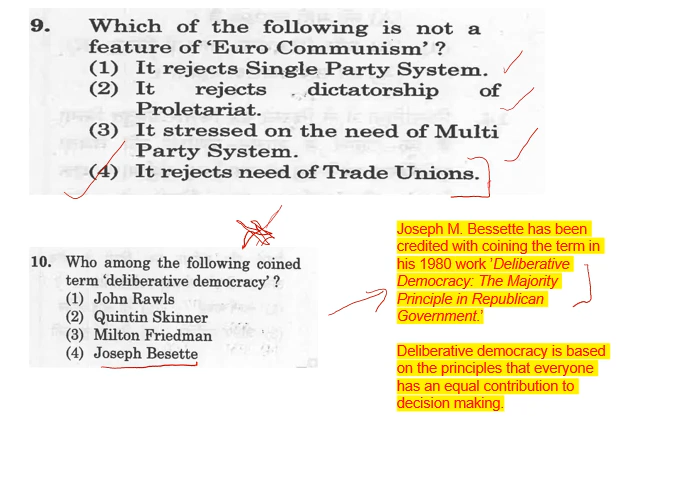 9. Which of the following is not a
feature of 'Euro Communism' ?
(1) It rejects Single Party System.
(2) It rejects dictatorship of
Proletariat.
(3) It stressed on the need of Multi
Party System.
(4) It rejects need of Trade Unions.
10. Who among the following coined
term 'deliberative democracy' ?
(1) John Rawls
(2) Quintin Skinner
(3) Milton Friedman
(4) Joseph Besette
Joseph M. Bessette has been
credited with coining the term in
his 1980 work 'Deliberative
Democracy: The Majority
Principle in Republican
Government.'
Deliberative democracy is based
on the principles that everyone
has an equal contribution to
decision making.